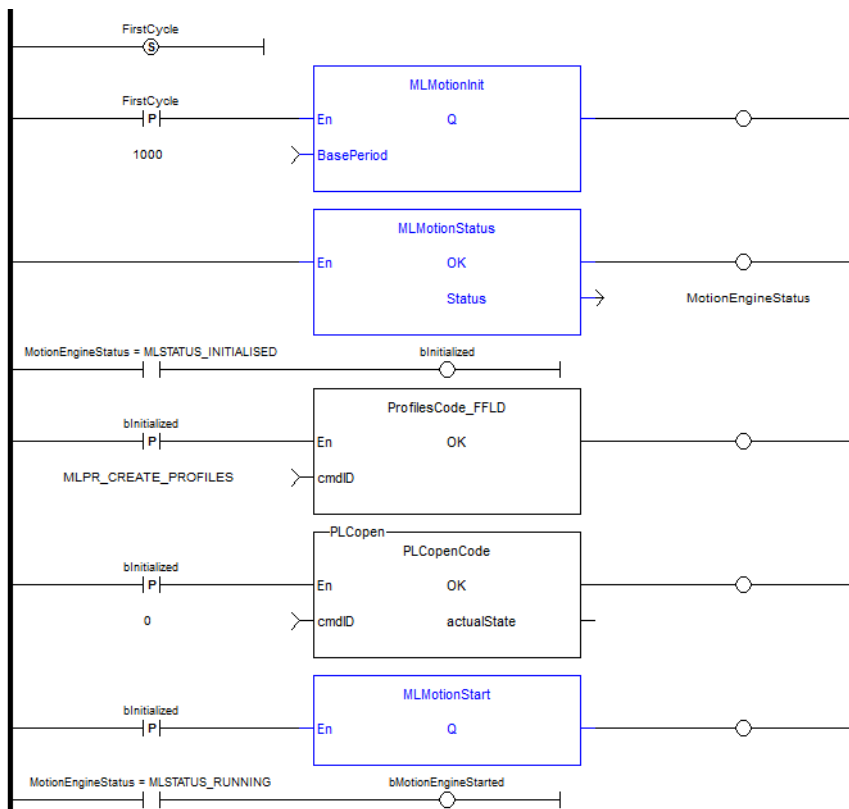 FirstCycle
S
MLMotionInit
FirstCycle
P
En Q
1000
BasePeriod
MLMotionStatus
En OK
Status
MotionEngineStatus
MotionEngineStatus = MLSTATUS_INITIALISED
bInitialized
ProfilesCode_FFLD
bInitialized
P
En OK
MLPR_CREATE_PROFILES
cmdID
PLCopen
PLCopenCode
bInitialized
P
En OK
0
cmdID actualState
MLMotionStart
bInitialized
P
En Q
MotionEngineStatus = MLSTATUS_RUNNING
bMotionEngineStarted